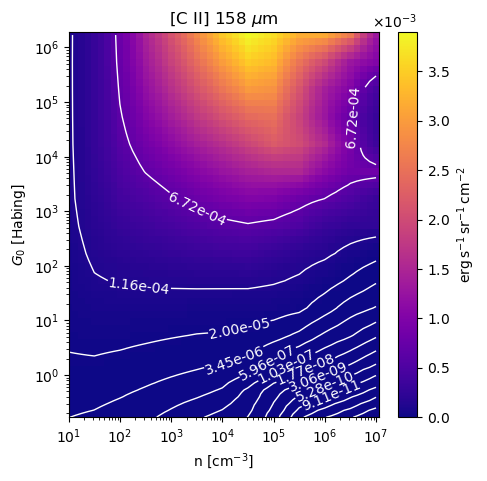 [C II] 158 μm
×10⁻³
10⁶
10⁵
10⁴
10³
10²
10¹
10⁰
G₀ [Habing]
10¹ 10² 10³ 10⁴ 10⁵ 10⁶ 10⁷
n [cm⁻³]
6.72e-04
6.72e-04
1.16e-04
2.00e-05
3.45e-06
5.96e-07
1.03e-07
1.77e-08
3.06e-09
5.28e-10
9.11e-11
3.5
3.0
2.5
2.0
1.5
1.0
0.5
0.0
erg s⁻¹ sr⁻¹ cm⁻²